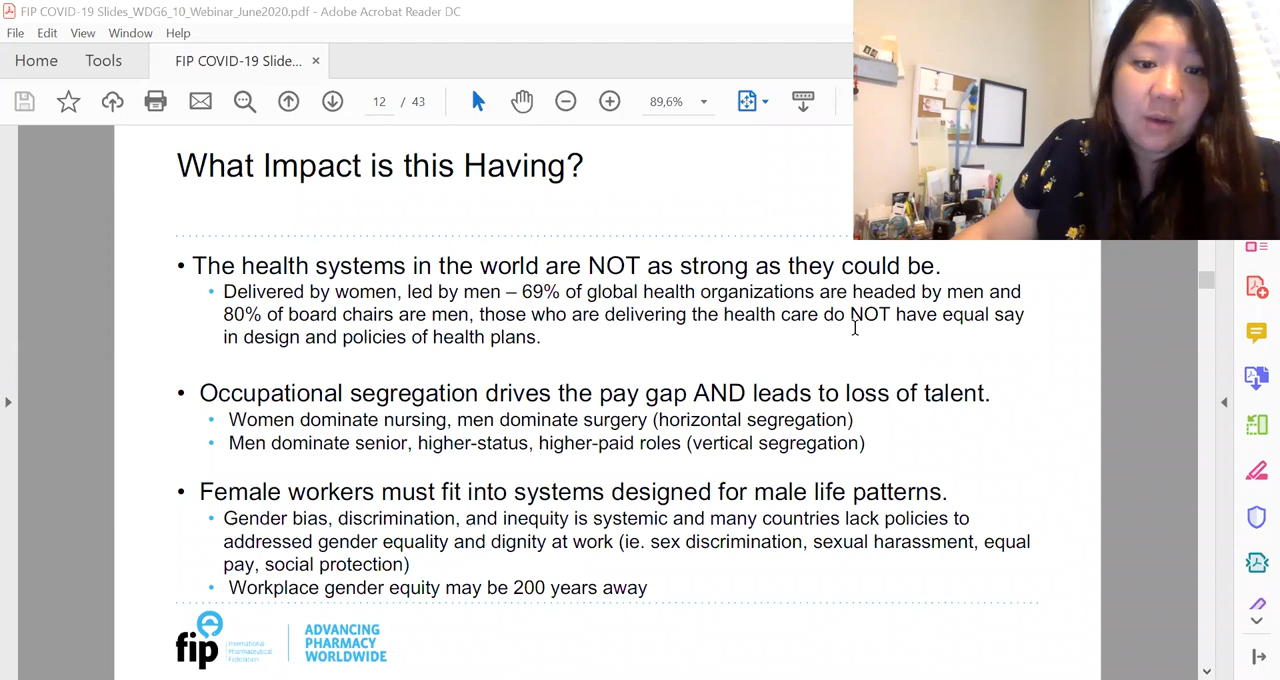 FIP COVID-19 Slides_WDG6_10_Webinar_June2020.pdf - Adobe Acrobat Reader DC
File Edit View Window Help
Home Tools FIP COVID-19 Slide... ×
12 / 43 89,6%
What Impact is this Having?
• The health systems in the world are NOT as strong as they could be.
• Delivered by women, led by men – 69% of global health organizations are headed by men and
80% of board chairs are men, those who are delivering the health care do NOT have equal say
in design and policies of health plans.
• Occupational segregation drives the pay gap AND leads to loss of talent.
• Women dominate nursing, men dominate surgery (horizontal segregation)
• Men dominate senior, higher-status, higher-paid roles (vertical segregation)
• Female workers must fit into systems designed for male life patterns.
• Gender bias, discrimination, and inequity is systemic and many countries lack policies to
addressed gender equality and dignity at work (ie. sex discrimination, sexual harassment, equal
pay, social protection)
• Workplace gender equity may be 200 years away
fip
International
Pharmaceutical
Federation
ADVANCING
PHARMACY
WORLDWIDE